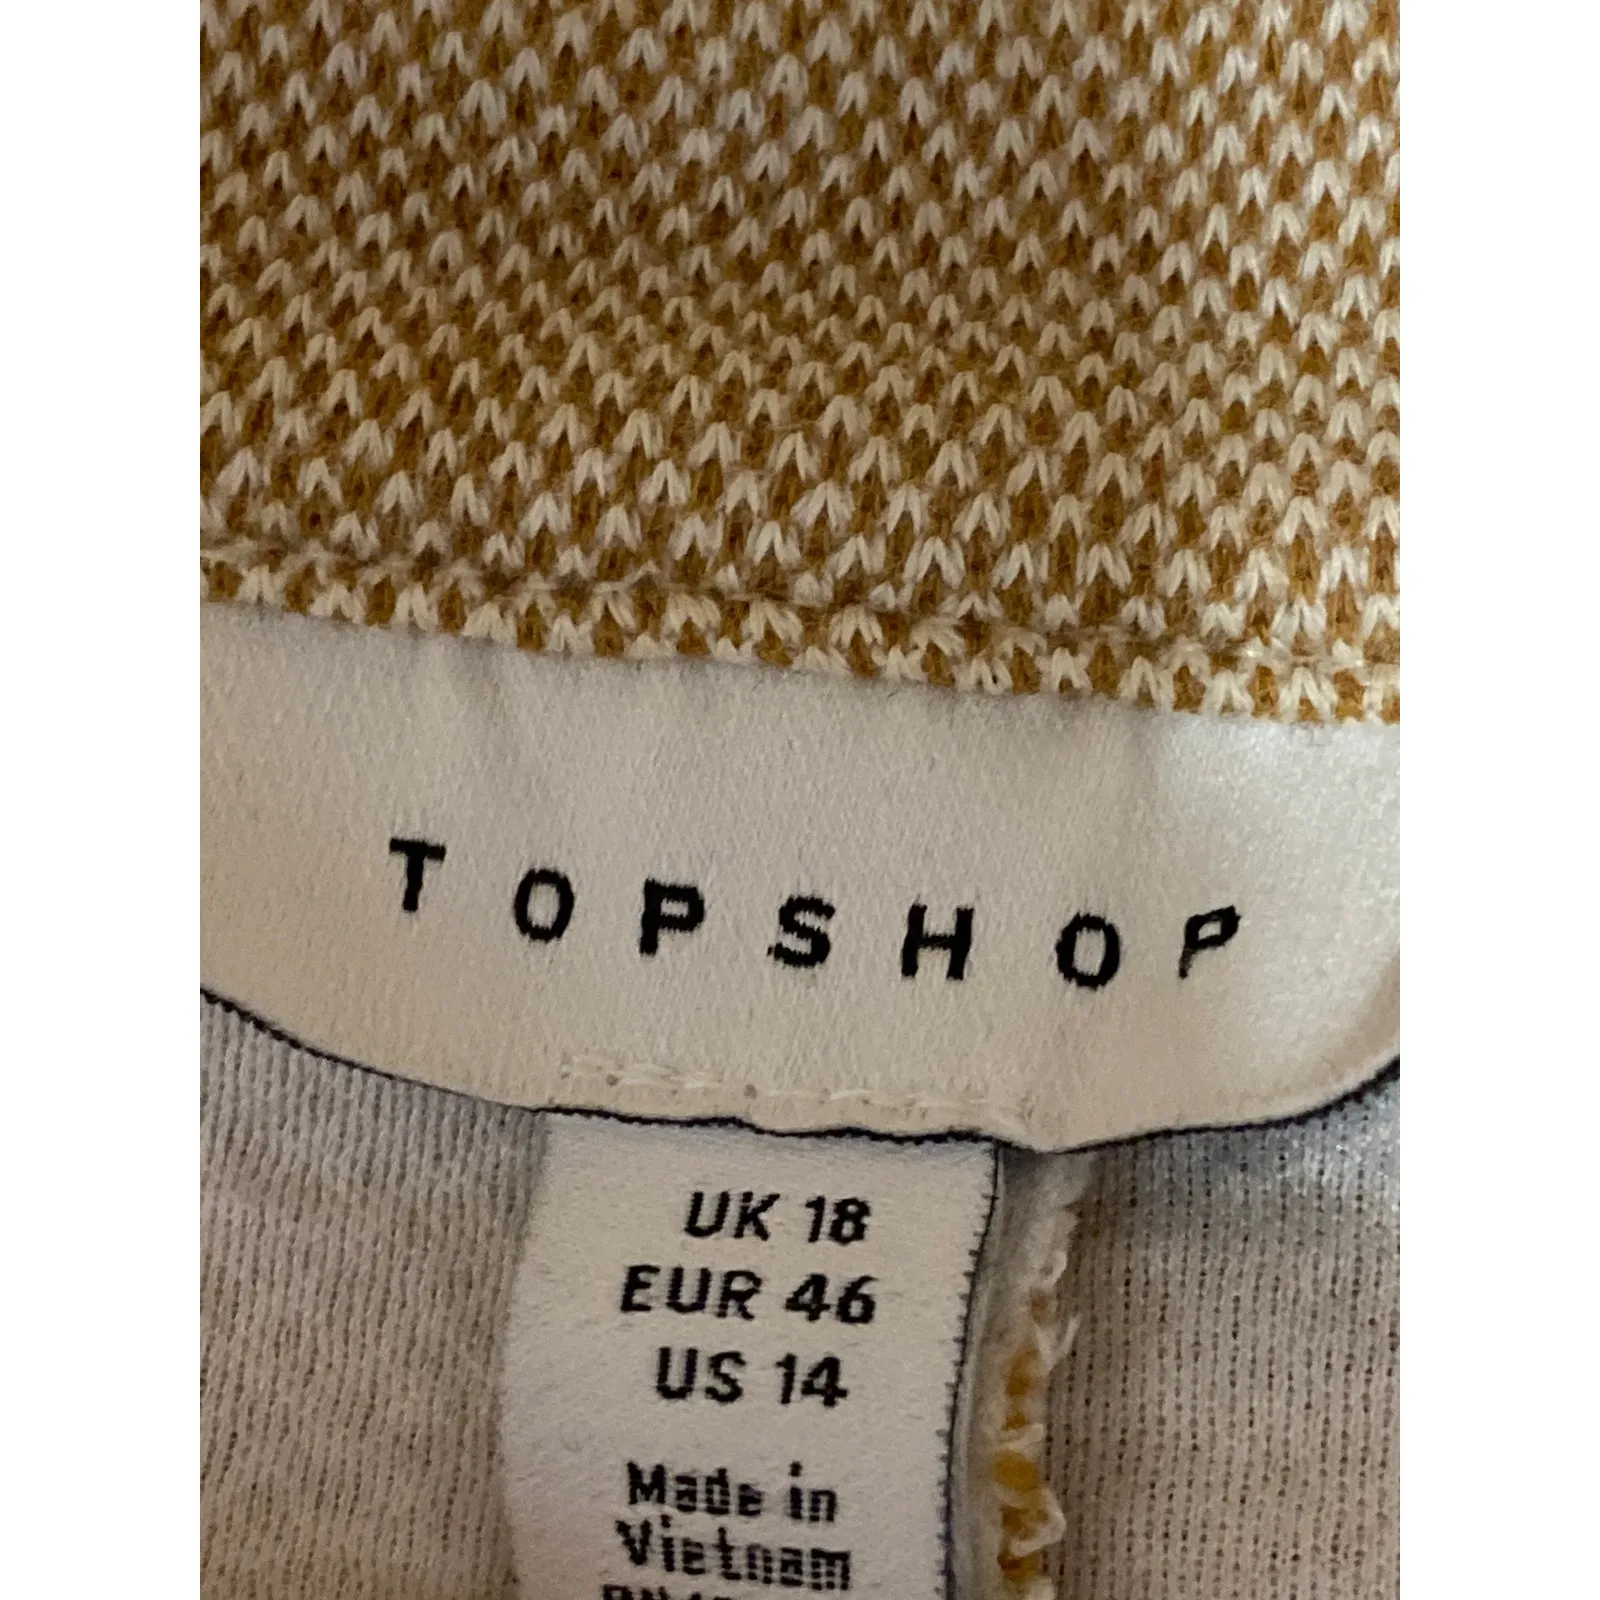 TOPSHOP
UK 18
EUR 46
US 14
Made in
Vietnam